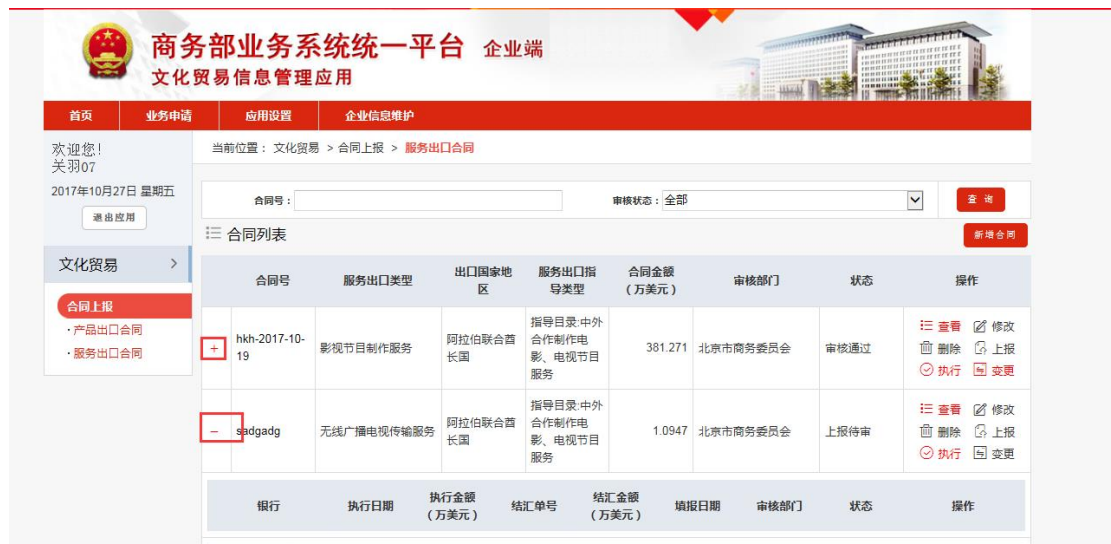 商务部业务系统统一平台 企业端
文化贸易信息管理应用
首页 业务申请 应用设置 企业信息维护
欢迎您!
关羽07
2017年10月27日 星期五
退出应用
文化贸易 >
合同上报
·产品出口合同
·服务出口合同
当前位置： 文化贸易 > 合同上报 > 服务出口合同
合同号： 审核状态：全部 查 询
合同列表 新增合同
合同号 服务出口类型 出口国家地 服务出口指 合同金额 审核部门 状态 操作
区 导类型 （万美元）
+ hkh-2017-10- 影视节目制作服务 阿拉伯联合酋 指导目录:中外 381.271 北京市商务委员会 审核通过 查看 修改
19 长国 合作制作电 删除 上报
影、电视节目 执行 变更
服务
− sadgadg 无线广播电视传输服务 阿拉伯联合酋 指导目录:中外 1.0947 北京市商务委员会 上报待审 查看 修改
长国 合作制作电 删除 上报
影、电视节目 执行 变更
服务
银行 执行日期 执行金额 结汇单号 结汇金额 填报日期 审核部门 状态 操作
（万美元） （万美元）